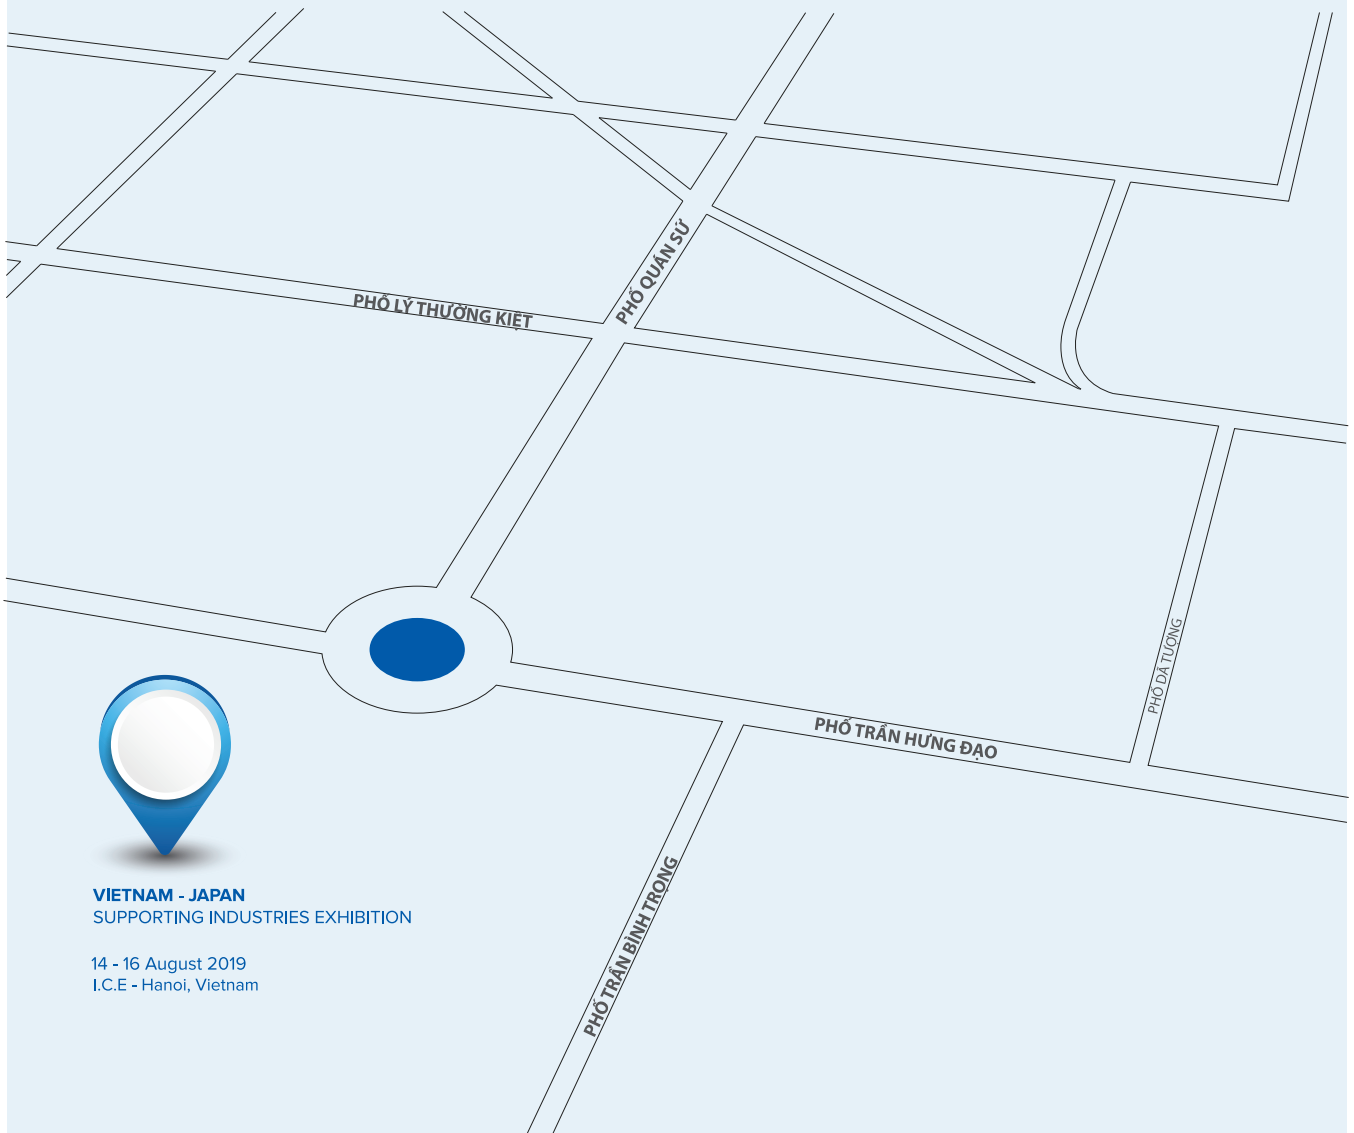 PHỐ QUÁN SỨ
PHỐ LÝ THƯỜNG KIỆT
PHỐ DÃ TƯỢNG
PHỐ TRẦN HƯNG ĐẠO
PHỐ TRẦN BÌNH TRỌNG
VIETNAM - JAPAN
SUPPORTING INDUSTRIES EXHIBITION
14 - 16 August 2019
I.C.E - Hanoi, Vietnam